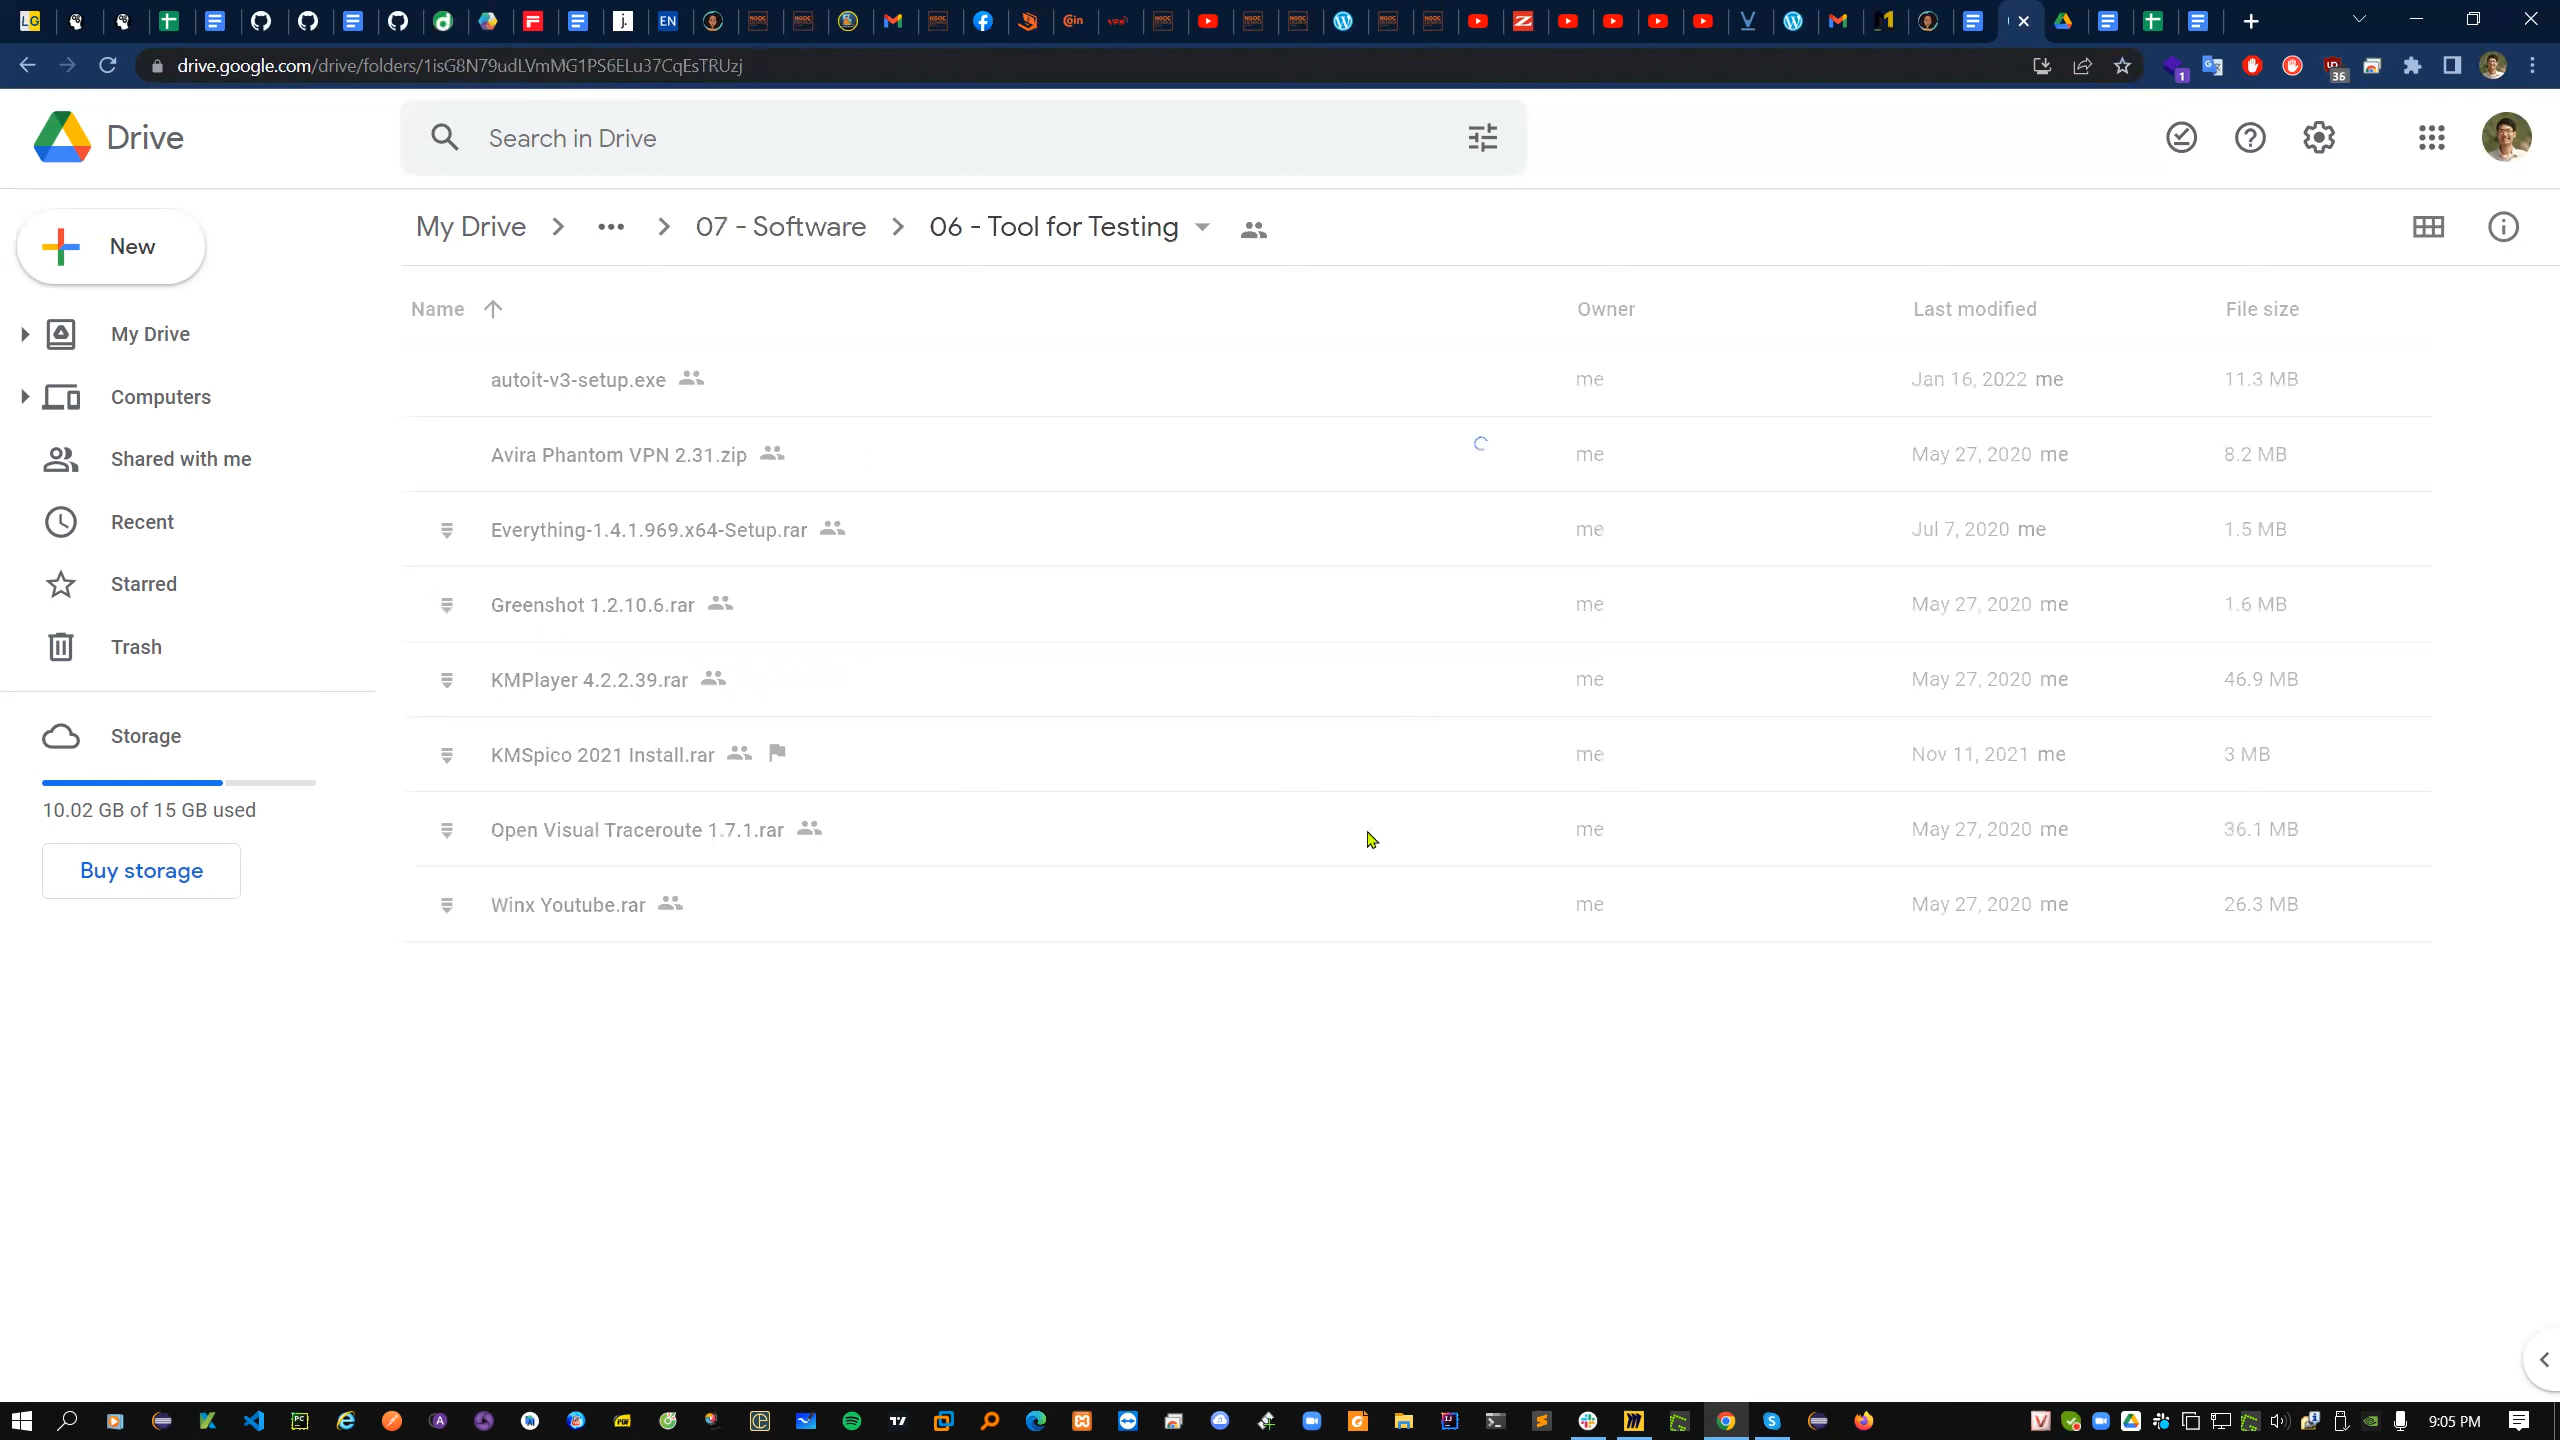 drive.google.com/drive/folders/1isG8N79udLVmMG1PS6ELu37CqEsTRUzj
1
36
Drive
Search in Drive
New
My Drive > ••• > 07 - Software > 06 - Tool for Testing
Name Owner Last modified File size
My Drive
Computers
Shared with me
Recent
Starred
Trash
Storage
10.02 GB of 15 GB used
Buy storage
autoit-v3-setup.exe me Jan 16, 2022 me 11.3 MB
Avira Phantom VPN 2.31.zip me May 27, 2020 me 8.2 MB
Everything-1.4.1.969.x64-Setup.rar me Jul 7, 2020 me 1.5 MB
Greenshot 1.2.10.6.rar me May 27, 2020 me 1.6 MB
KMPlayer 4.2.2.39.rar me May 27, 2020 me 46.9 MB
KMSpico 2021 Install.rar me Nov 11, 2021 me 3 MB
Open Visual Traceroute 1.7.1.rar me May 27, 2020 me 36.1 MB
Winx Youtube.rar me May 27, 2020 me 26.3 MB
9:05 PM